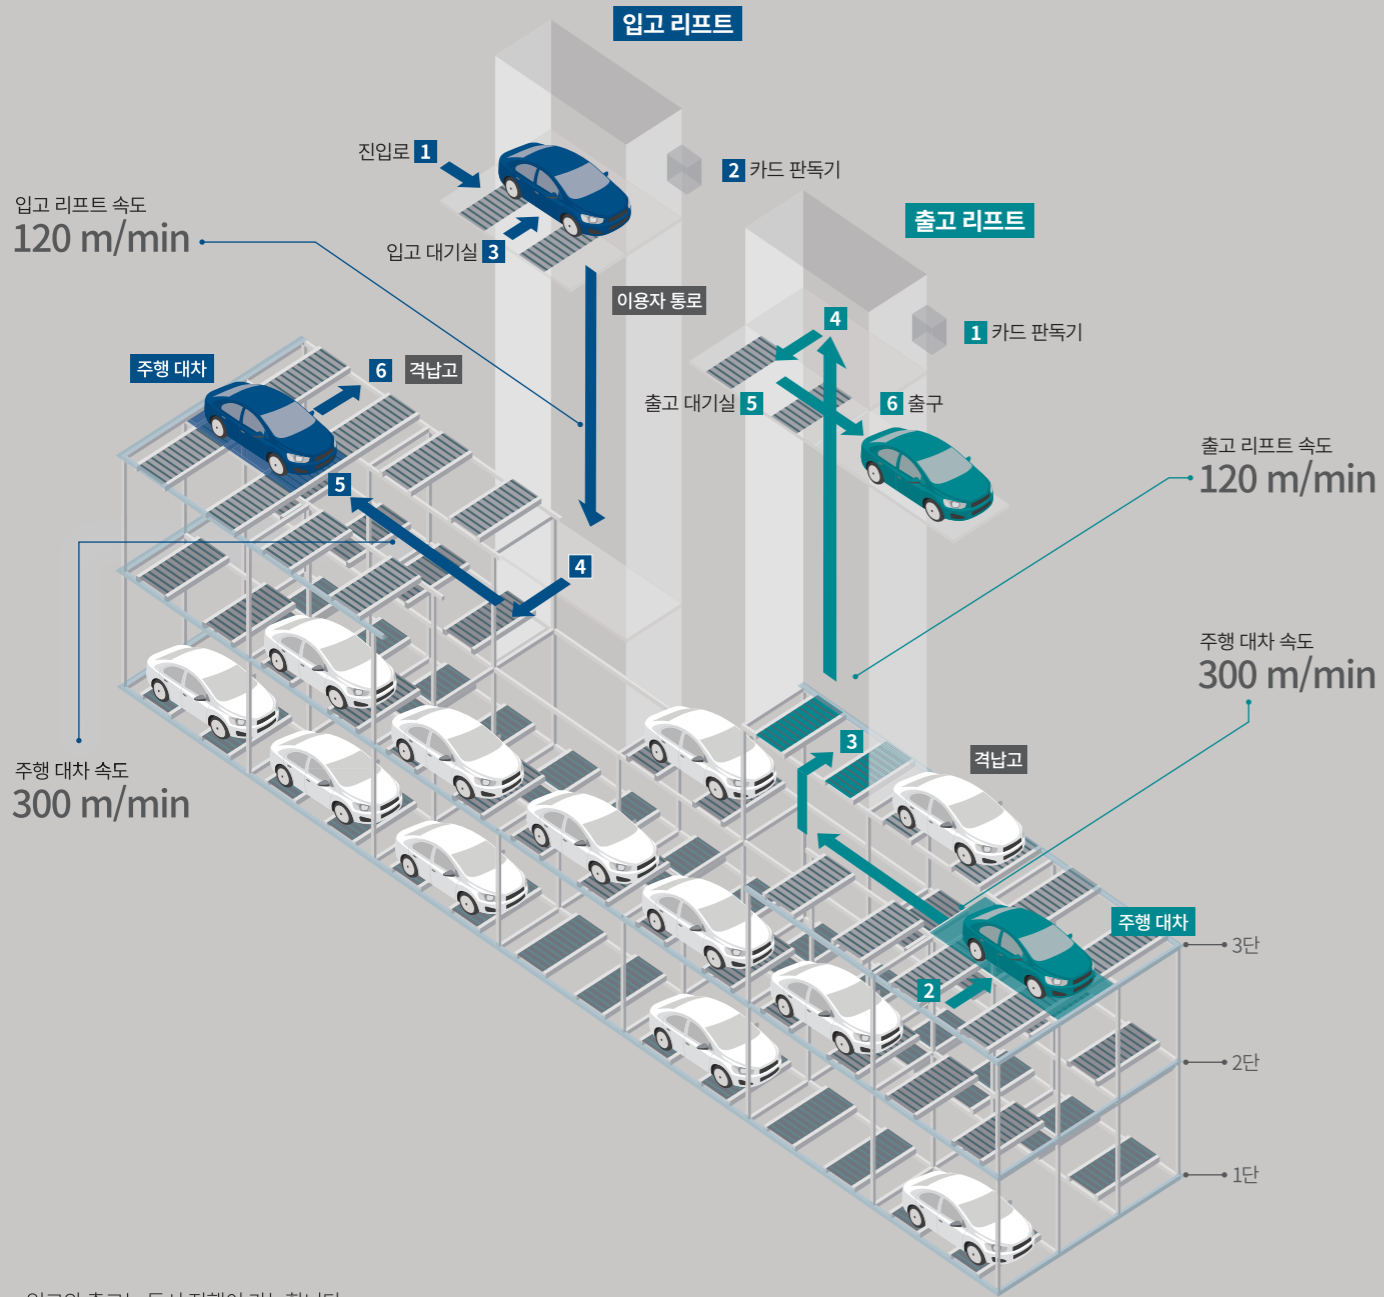 입고 리프트
진입로 1
2 카드 판독기
입고 리프트 속도
120 m/min
입고 대기실 3
출고 리프트
이용자 통로
4
1 카드 판독기
주행 대차
6 격납고
출고 대기실 5
6 출구
출고 리프트 속도
120 m/min
5
4
주행 대차 속도
300 m/min
3
격납고
주행 대차 속도
300 m/min
주행 대차
3단
2
2단
1단